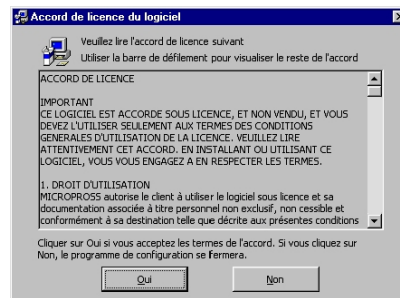 Accord de licence du logiciel
Veuillez lire l'accord de licence suivant
Utiliser la barre de défilement pour visualiser le reste de l'accord
ACCORD DE LICENCE
IMPORTANT
CE LOGICIEL EST ACCORDE SOUS LICENCE, ET NON VENDU, ET VOUS
DEVEZ L'UTILISER SEULEMENT AUX TERMES DES CONDITIONS
GENERALES D'UTILISATION DE LA LICENCE. VEUILLEZ LIRE
ATTENTIVEMENT CET ACCORD. EN INSTALLANT OU UTILISANT CE
LOGICIEL, VOUS VOUS ENGAGEZ A EN RESPECTER LES TERMES.
1. DROIT D'UTILISATION
MICROPROSS autorise le client à utiliser le logiciel sous licence et sa
documentation associée à titre personnel non exclusif, non cessible et
conformément à sa destination telle que décrite aux présentes conditions
Cliquer sur Oui si vous acceptez les termes de l'accord. Si vous cliquez sur
Non, le programme de configuration se fermera.
Oui
Non